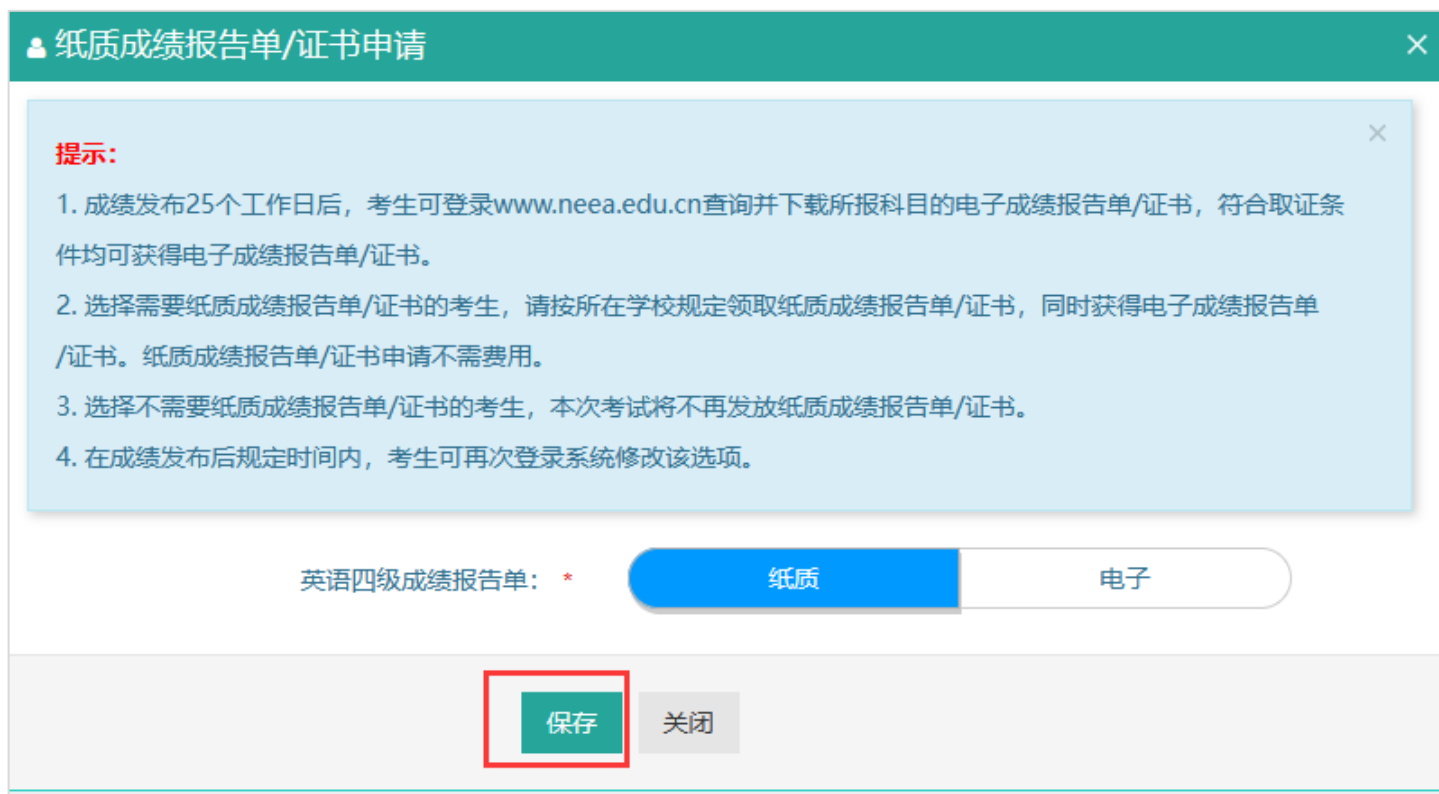 纸质成绩报告单/证书申请
提示：
1. 成绩发布25个工作日后，考生可登录www.neea.edu.cn查询并下载所报科目的电子成绩报告单/证书，符合取证条
件均可获得电子成绩报告单/证书。
2. 选择需要纸质成绩报告单/证书的考生，请按所在学校规定领取纸质成绩报告单/证书，同时获得电子成绩报告单
/证书。纸质成绩报告单/证书申请不需费用。
3. 选择不需要纸质成绩报告单/证书的考生，本次考试将不再发放纸质成绩报告单/证书。
4. 在成绩发布后规定时间内，考生可再次登录系统修改该选项。
英语四级成绩报告单： * 纸质 电子
保存 关闭